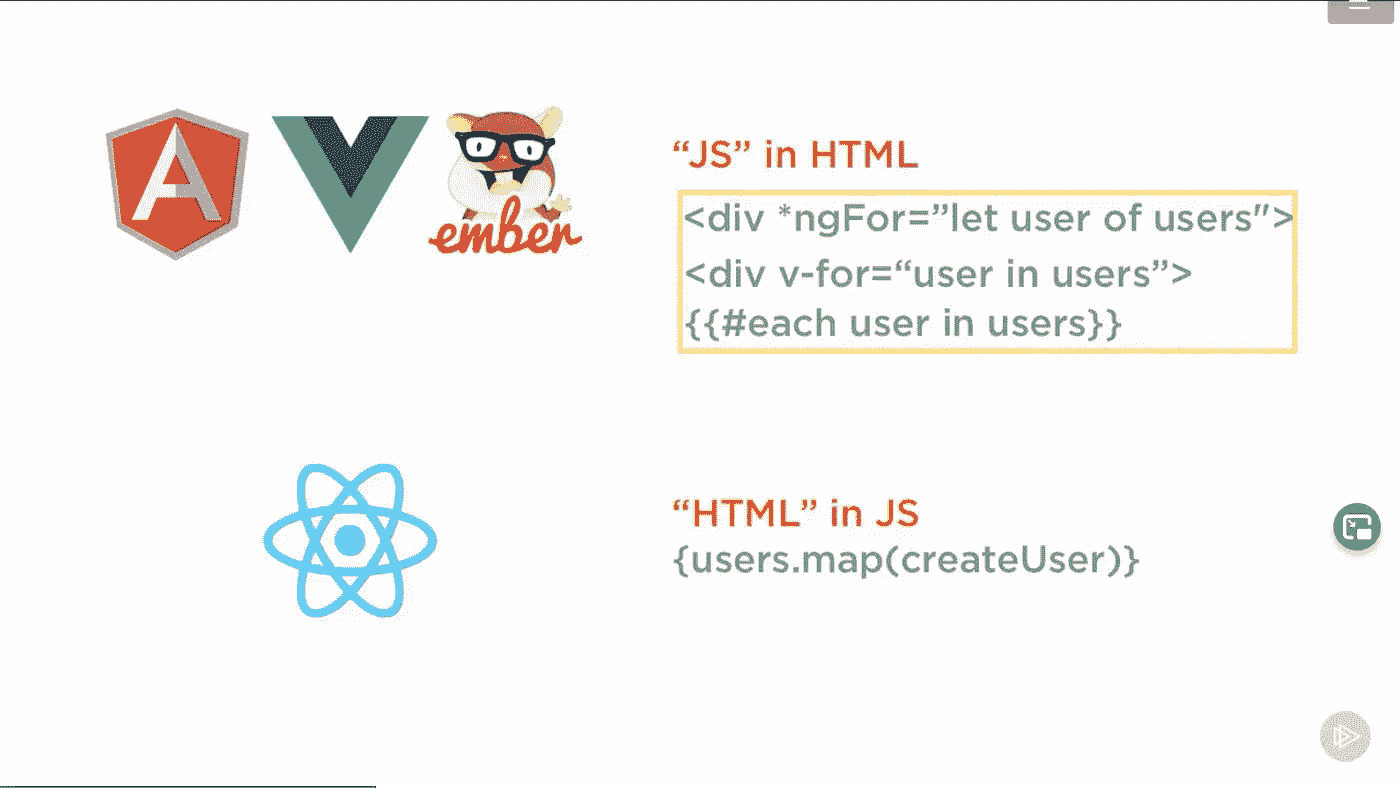 “JS” in HTML
<div *ngFor=”let user of users">
<div v-for=“user in users”>
{{#each user in users}}
ember
“HTML” in JS
{users.map(createUser)}